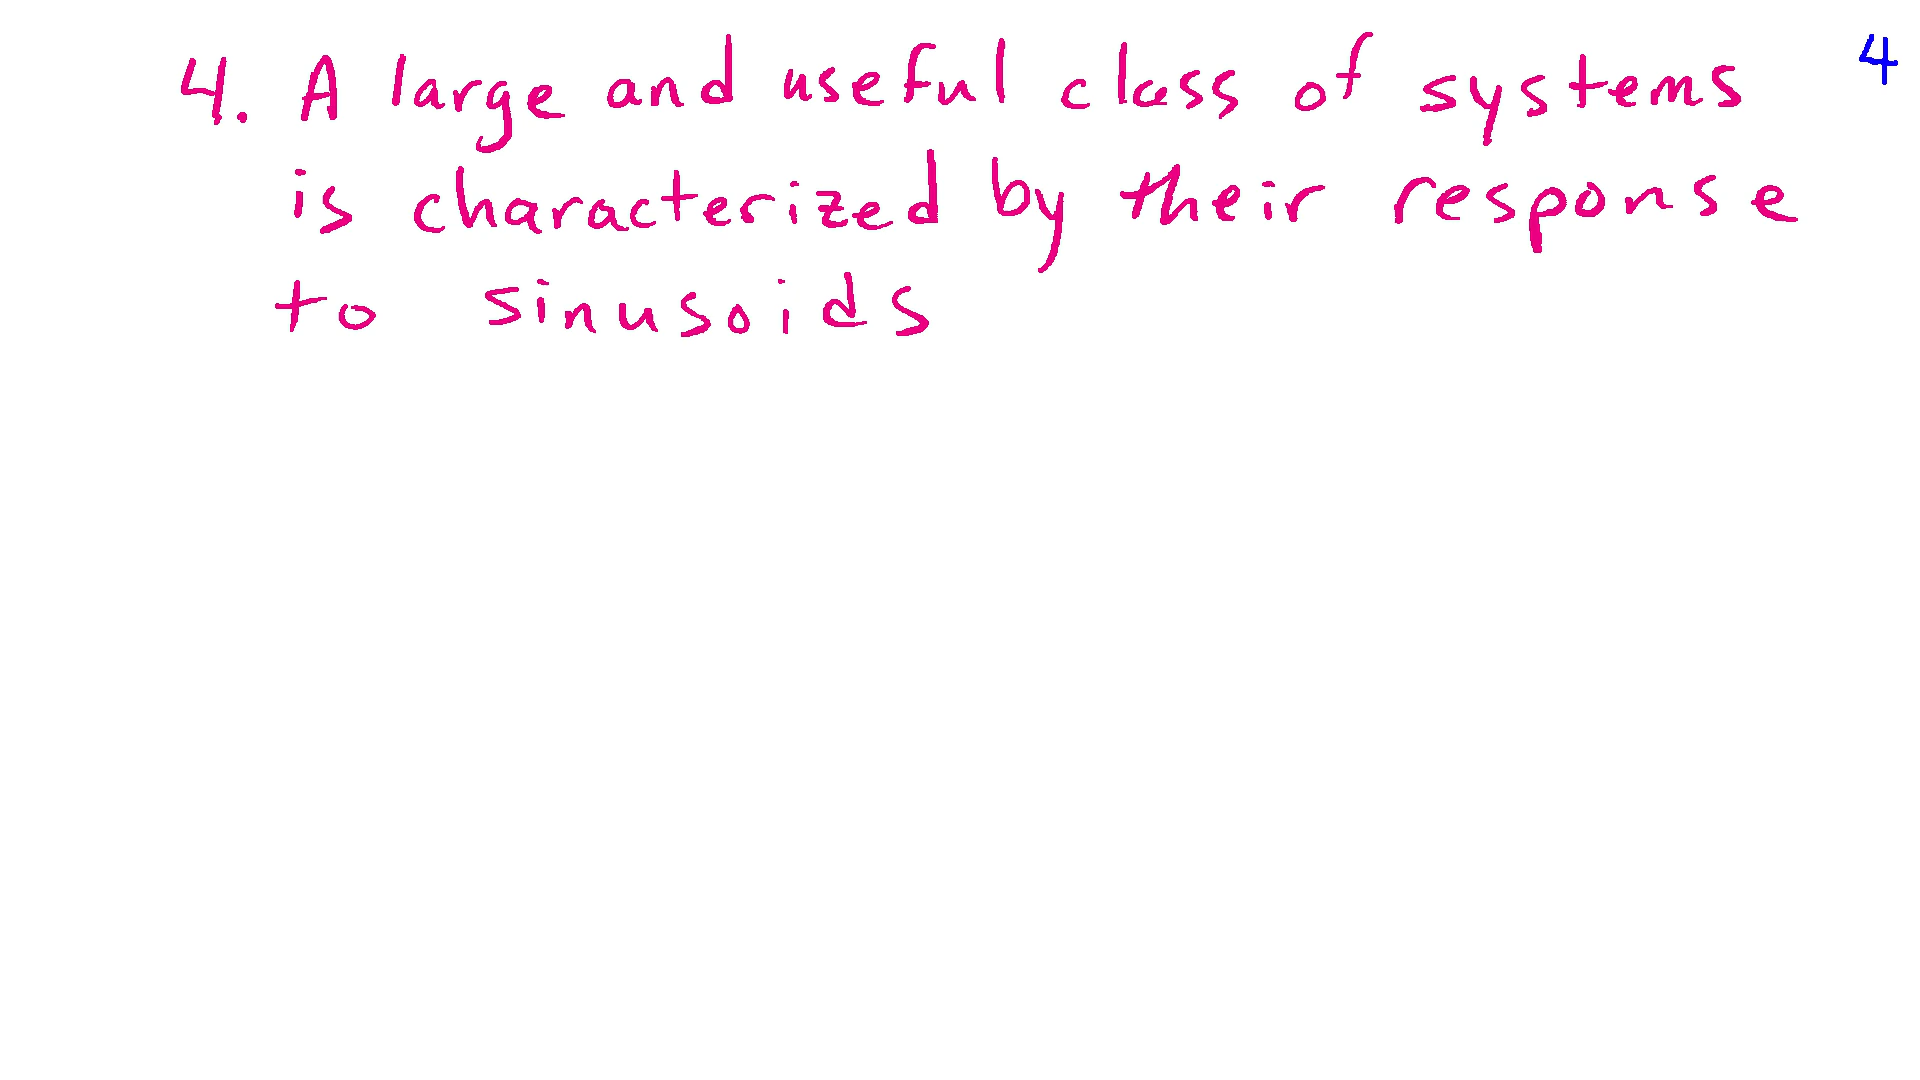 4. A large and useful class of systems 4
is characterized by their response
to sinusoids